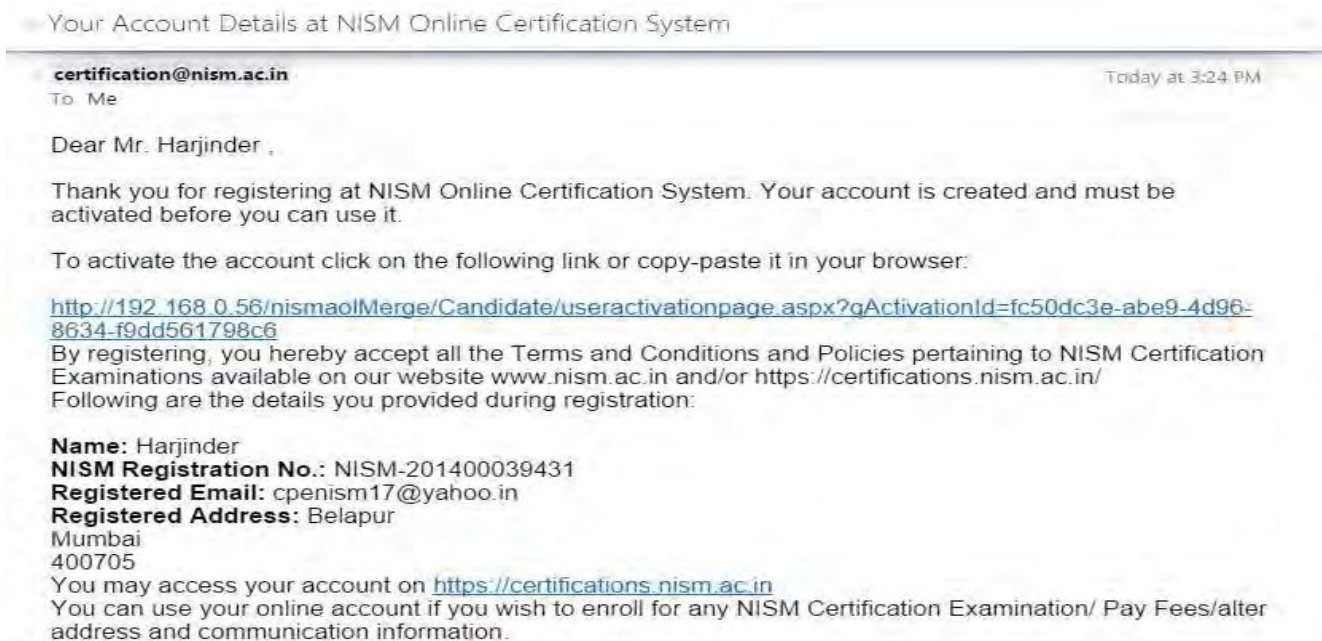 Your Account Details at NISM Online Certification System
certification@nism.ac.in
Today at 3:24 PM
To Me
Dear Mr. Harjinder ,
Thank you for registering at NISM Online Certification System. Your account is created and must be
activated before you can use it.
To activate the account click on the following link or copy-paste it in your browser:
http://192.168.0.56/nismaolMerge/Candidate/useractivationpage.aspx?qActivationId=fc50dc3e-abe9-4d96-
8634-f9dd561798c6
By registering, you hereby accept all the Terms and Conditions and Policies pertaining to NISM Certification
Examinations available on our website www.nism.ac.in and/or https://certifications.nism.ac.in/
Following are the details you provided during registration:
Name: Harjinder
NISM Registration No.: NISM-201400039431
Registered Email: cpenism17@yahoo.in
Registered Address: Belapur
Mumbai
400705
You may access your account on https://certifications.nism.ac.in
You can use your online account if you wish to enroll for any NISM Certification Examination/ Pay Fees/alter
address and communication information.